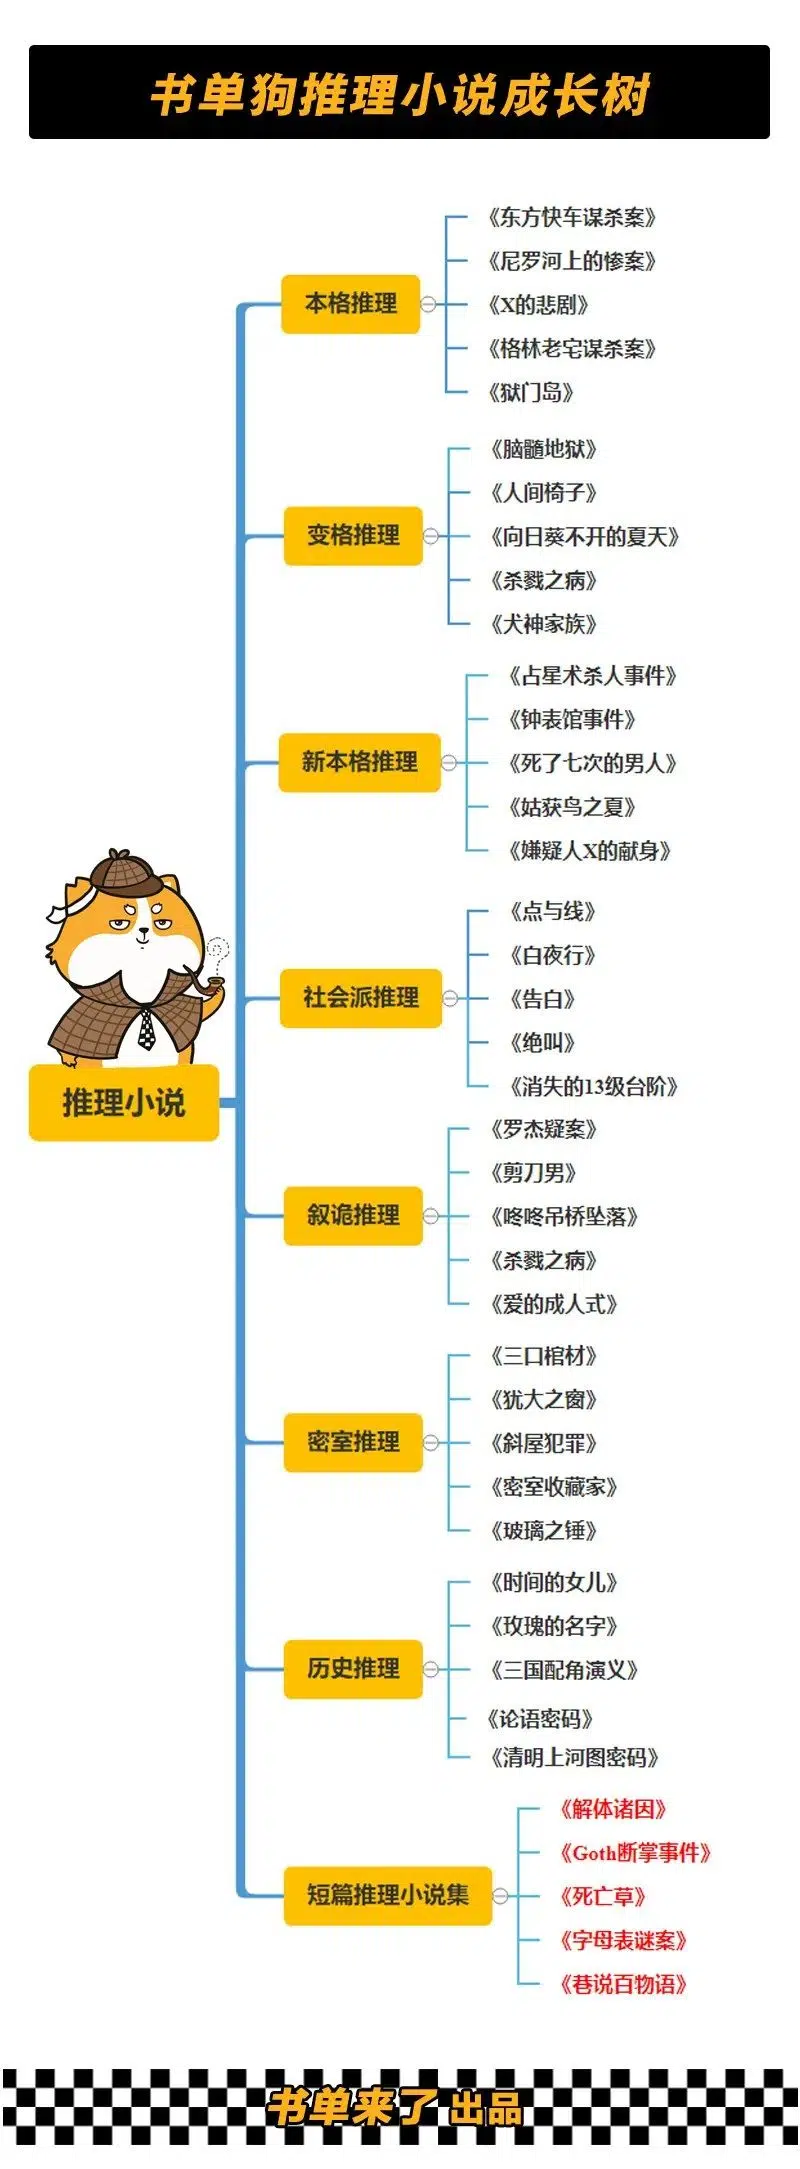 书单狗推理小说成长树
推理小说
本格推理
《东方快车谋杀案》
《尼罗河上的惨案》
《X的悲剧》
《格林老宅谋杀案》
《狱门岛》
变格推理
《脑髓地狱》
《人间椅子》
《向日葵不开的夏天》
《杀戮之病》
《犬神家族》
新本格推理
《占星术杀人事件》
《钟表馆事件》
《死了七次的男人》
《姑获鸟之夏》
《嫌疑人X的献身》
社会派推理
《点与线》
《白夜行》
《告白》
《绝叫》
《消失的13级台阶》
叙诡推理
《罗杰疑案》
《剪刀男》
《咚咚吊桥坠落》
《杀戮之病》
《爱的成人式》
密室推理
《三口棺材》
《犹大之窗》
《斜屋犯罪》
《密室收藏家》
《玻璃之锤》
历史推理
《时间的女儿》
《玫瑰的名字》
《三国配角演义》
《论语密码》
《清明上河图密码》
短篇推理小说集
《解体诸因》
《Goth断掌事件》
《死亡草》
《字母表谜案》
《巷说百物语》
书单来了 出品